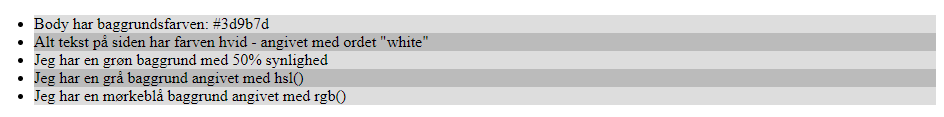 Body har baggrundsfarven: #3d9b7d
Alt tekst på siden har farven hvid - angivet med ordet "white"
Jeg har en grøn baggrund med 50% synlighed
Jeg har en grå baggrund angivet med hsl()
Jeg har en mørkeblå baggrund angivet med rgb()